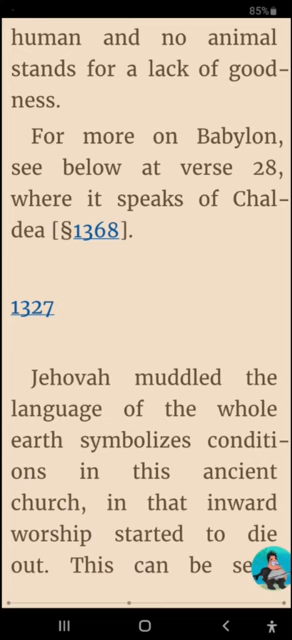 85%
human and no animal
stands for a lack of good-
ness.
For more on Babylon,
see below at verse 28,
where it speaks of Chal-
dea [§1368].
1327
Jehovah muddled the
language of the whole
earth symbolizes conditi-
ons in this ancient
church, in that inward
worship started to die
out. This can be